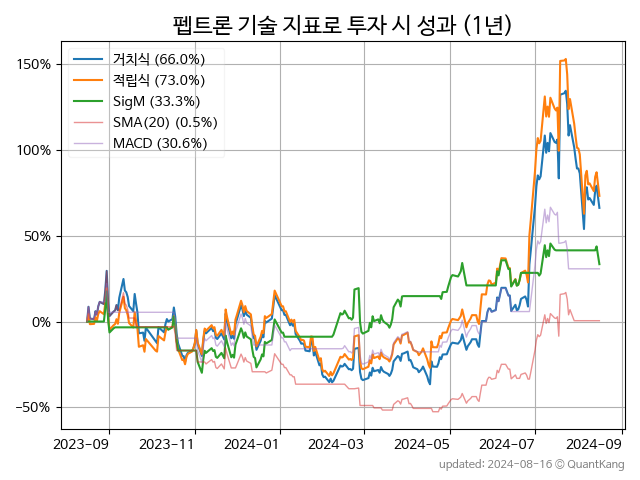 펩트론 기술 지표로 투자 시 성과 (1년)
거치식 (66.0%)
적립식 (73.0%)
SigM (33.3%)
SMA(20) (0.5%)
MACD (30.6%)
150%
100%
50%
0%
−50%
2023-09 2023-11 2024-01 2024-03 2024-05 2024-07 2024-09
updated: 2024-08-16 © QuantKang